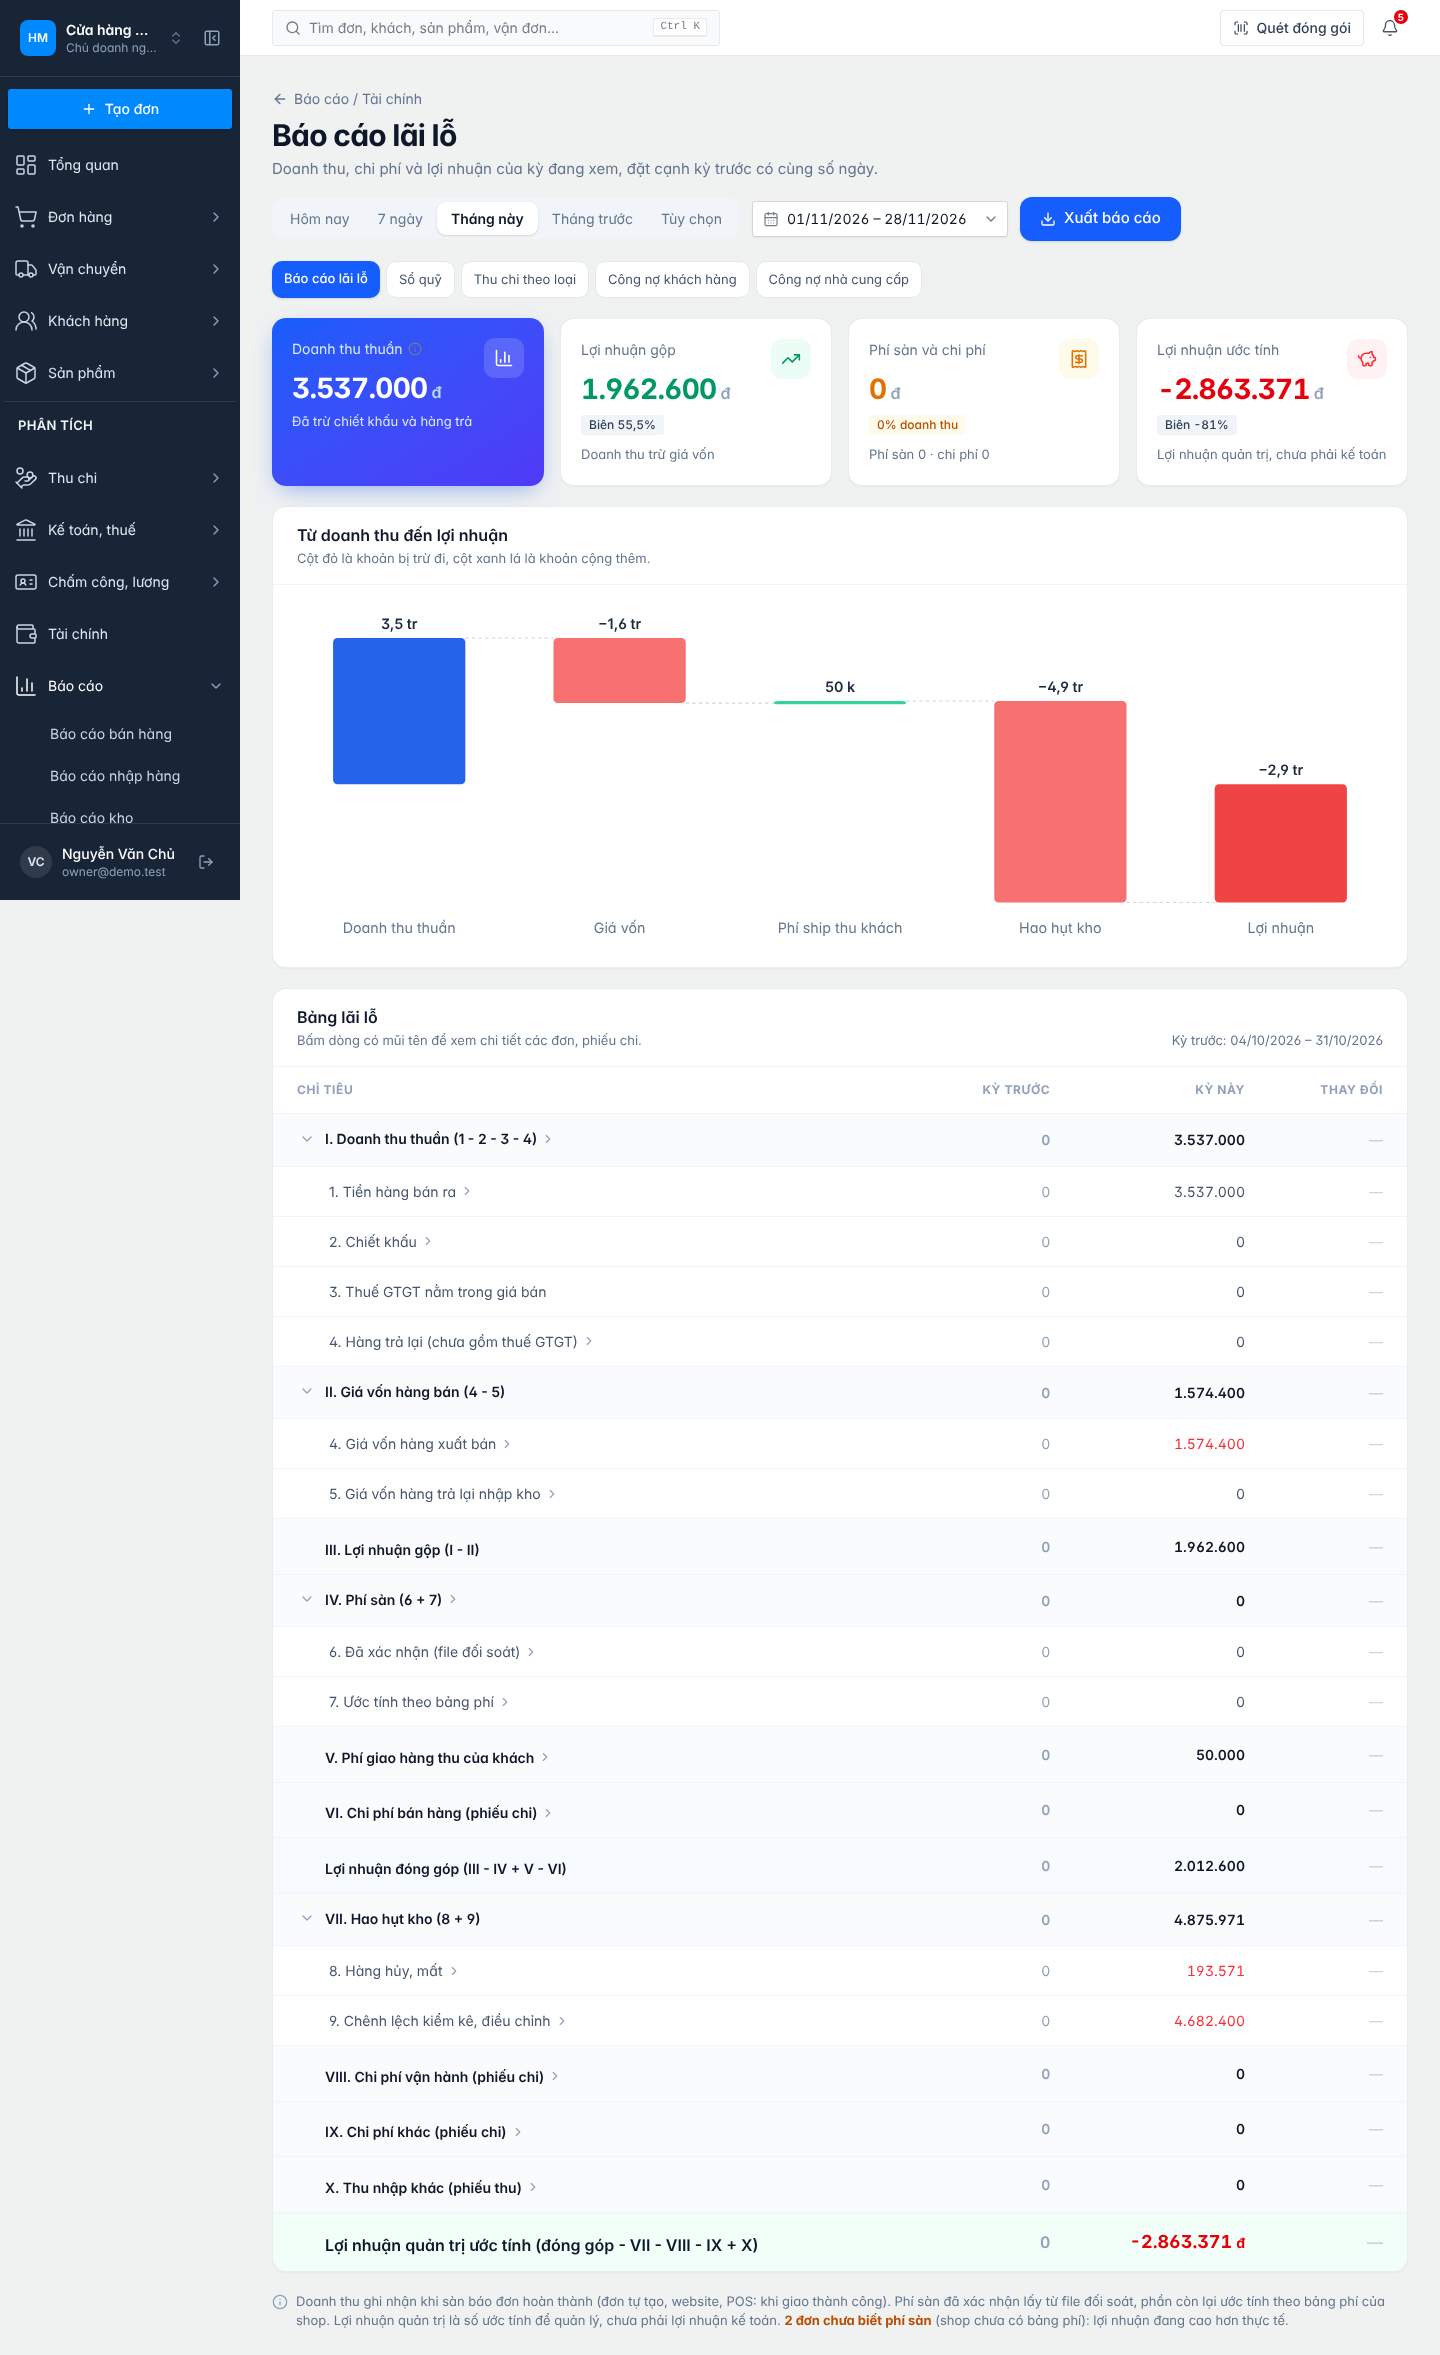 HM
Cửa hàng ...
Chủ doanh ng...
Tạo đơn
Tổng quan
Đơn hàng
Vận chuyển
Khách hàng
Sản phẩm
PHÂN TÍCH
Thu chi
Kế toán, thuế
Chấm công, lương
Tài chính
Báo cáo
Báo cáo bán hàng
Báo cáo nhập hàng
Báo cáo kho
VC
Nguyễn Văn Chủ
owner@demo.test
Tìm đơn, khách, sản phẩm, vận đơn...
Ctrl K
Quét đóng gói
5
Báo cáo / Tài chính
Báo cáo lãi lỗ
Doanh thu, chi phí và lợi nhuận của kỳ đang xem, đặt cạnh kỳ trước có cùng số ngày.
Hôm nay 7 ngày Tháng này Tháng trước Tùy chọn
01/11/2026 – 28/11/2026
Xuất báo cáo
Báo cáo lãi lỗ Sổ quỹ Thu chi theo loại Công nợ khách hàng Công nợ nhà cung cấp
Doanh thu thuần
3.537.000 đ
Đã trừ chiết khấu và hàng trả
Lợi nhuận gộp
1.962.600 đ
Biên 55,5%
Doanh thu trừ giá vốn
Phí sàn và chi phí
0 đ
0% doanh thu
Phí sàn 0 · chi phí 0
Lợi nhuận ước tính
-2.863.371 đ
Biên -81%
Lợi nhuận quản trị, chưa phải kế toán
Từ doanh thu đến lợi nhuận
Cột đỏ là khoản bị trừ đi, cột xanh lá là khoản cộng thêm.
3,5 tr
−1,6 tr
50 k
−4,9 tr
−2,9 tr
Doanh thu thuần Giá vốn Phí ship thu khách Hao hụt kho Lợi nhuận
Bảng lãi lỗ
Bấm dòng có mũi tên để xem chi tiết các đơn, phiếu chi.
Kỳ trước: 04/10/2026 – 31/10/2026
CHỈ TIÊU KỲ TRƯỚC KỲ NÀY THAY ĐỔI
I. Doanh thu thuần (1 - 2 - 3 - 4) 0 3.537.000 —
1. Tiền hàng bán ra 0 3.537.000 —
2. Chiết khấu 0 0 —
3. Thuế GTGT nằm trong giá bán 0 0 —
4. Hàng trả lại (chưa gồm thuế GTGT) 0 0 —
II. Giá vốn hàng bán (4 - 5) 0 1.574.400 —
4. Giá vốn hàng xuất bán 0 1.574.400 —
5. Giá vốn hàng trả lại nhập kho 0 0 —
III. Lợi nhuận gộp (I - II) 0 1.962.600 —
IV. Phí sàn (6 + 7) 0 0 —
6. Đã xác nhận (file đối soát) 0 0 —
7. Ước tính theo bảng phí 0 0 —
V. Phí giao hàng thu của khách 0 50.000 —
VI. Chi phí bán hàng (phiếu chi) 0 0 —
Lợi nhuận đóng góp (III - IV + V - VI) 0 2.012.600 —
VII. Hao hụt kho (8 + 9) 0 4.875.971 —
8. Hàng hủy, mất 0 193.571 —
9. Chênh lệch kiểm kê, điều chỉnh 0 4.682.400 —
VIII. Chi phí vận hành (phiếu chi) 0 0 —
IX. Chi phí khác (phiếu chi) 0 0 —
X. Thu nhập khác (phiếu thu) 0 0 —
Lợi nhuận quản trị ước tính (đóng góp - VII - VIII - IX + X) 0 -2.863.371 đ —
Doanh thu ghi nhận khi sàn báo đơn hoàn thành (đơn tự tạo, website, POS: khi giao thành công). Phí sàn đã xác nhận lấy từ file đối soát, phần còn lại ước tính theo bảng phí của
shop. Lợi nhuận quản trị là số ước tính để quản lý, chưa phải lợi nhuận kế toán. 2 đơn chưa biết phí sàn (shop chưa có bảng phí): lợi nhuận đang cao hơn thực tế.